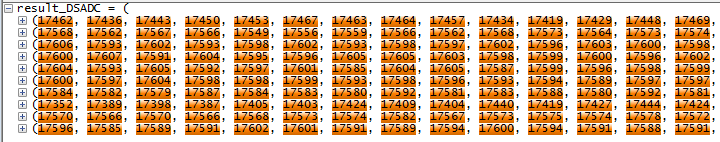 result_DSADC = (
(17462, 17436, 17443, 17450, 17453, 17467, 17463, 17464, 17457, 17434, 17419, 17429, 17448, 17469,
(17568, 17562, 17567, 17566, 17549, 17556, 17559, 17566, 17562, 17568, 17573, 17564, 17573, 17574,
(17606, 17593, 17602, 17593, 17598, 17602, 17593, 17598, 17597, 17602, 17596, 17603, 17600, 17598,
(17600, 17607, 17591, 17604, 17595, 17596, 17605, 17605, 17603, 17598, 17599, 17600, 17596, 17602,
(17604, 17593, 17605, 17592, 17597, 17601, 17585, 17604, 17605, 17587, 17599, 17596, 17598, 17599,
(17600, 17597, 17604, 17598, 17598, 17599, 17593, 17598, 17596, 17593, 17594, 17589, 17597, 17597,
(17584, 17582, 17579, 17587, 17584, 17583, 17580, 17592, 17581, 17583, 17588, 17580, 17592, 17581,
(17352, 17389, 17398, 17387, 17405, 17403, 17424, 17409, 17404, 17440, 17419, 17427, 17444, 17424,
(17570, 17566, 17570, 17566, 17568, 17573, 17574, 17582, 17567, 17573, 17575, 17574, 17578, 17572,
(17596, 17585, 17589, 17591, 17602, 17601, 17591, 17589, 17594, 17600, 17594, 17591, 17588, 17591,